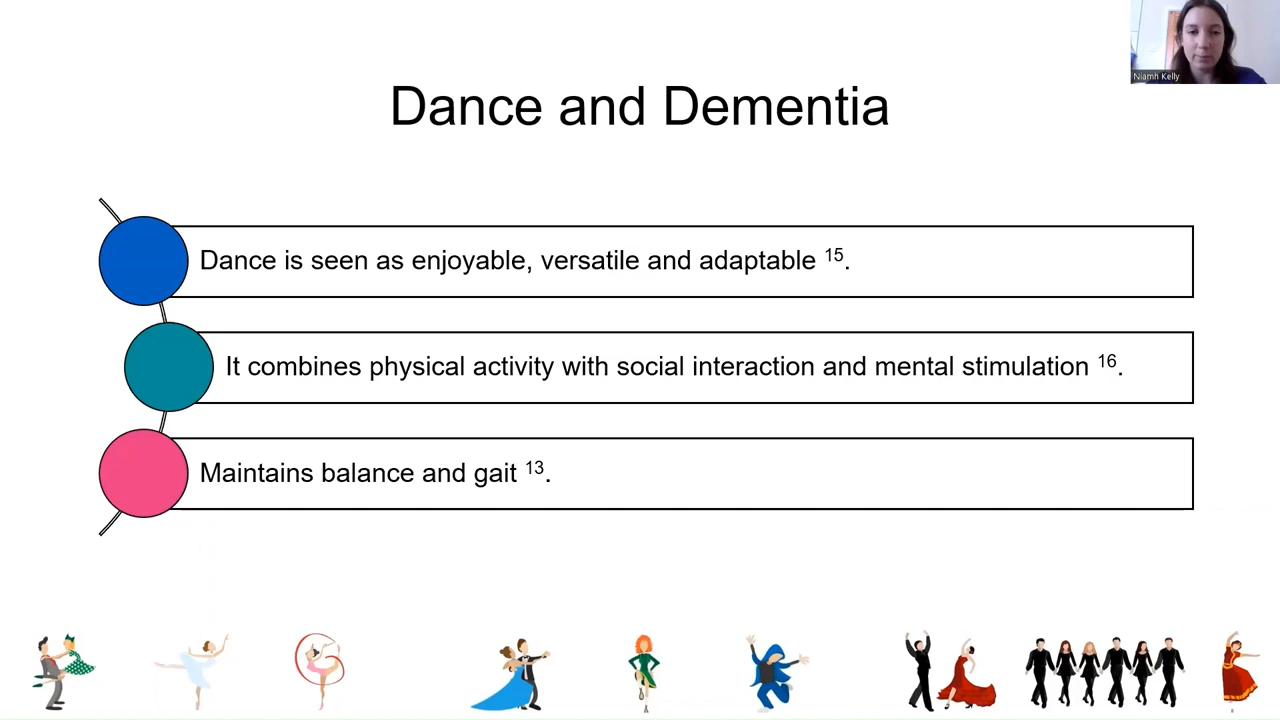 Niamh Kelly
Dance and Dementia
Dance is seen as enjoyable, versatile and adaptable 15.
It combines physical activity with social interaction and mental stimulation 16.
Maintains balance and gait 13.